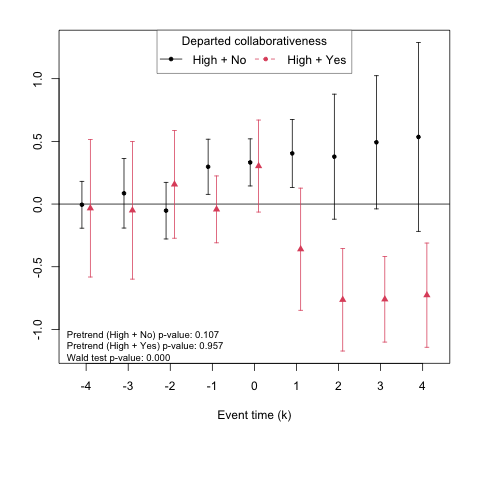 Departed collaborativeness
High + No High + Yes
1.0
0.5
0.0
-0.5
-1.0
Pretrend (High + No) p-value: 0.107
Pretrend (High + Yes) p-value: 0.957
Wald test p-value: 0.000
-4 -3 -2 -1 0 1 2 3 4
Event time (k)